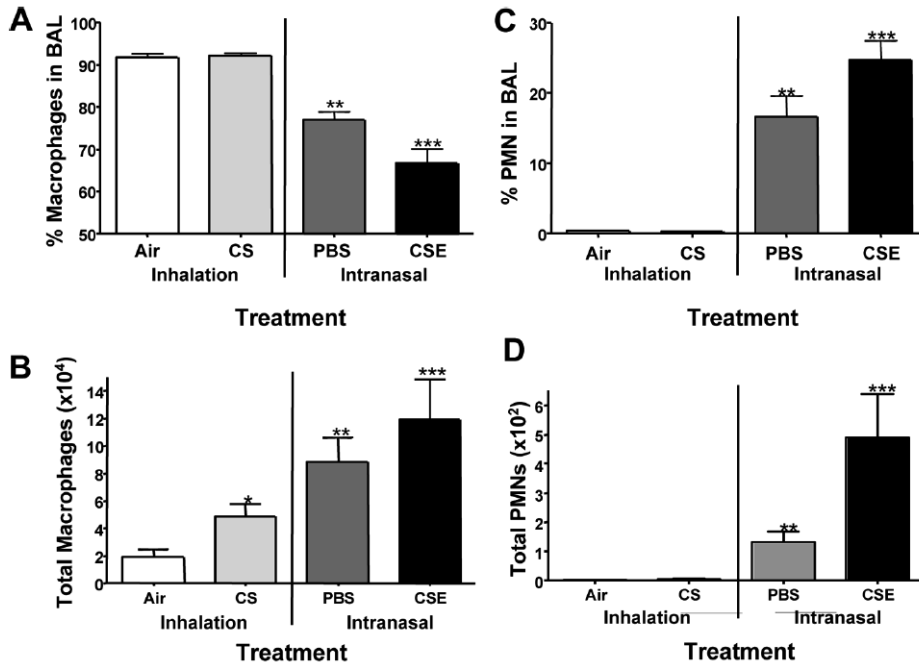 A
% Macrophages in BAL
100
90
80
70
60
50
**
***
Air
CS
PBS
CSE
Inhalation
Intranasal
Treatment
C
% PMN in BAL
30
20
10
0
**
***
Air
CS
PBS
CSE
Inhalation
Intranasal
Treatment
B
Total Macrophages (x10⁴)
14
12
10
8
6
4
2
0
*
**
***
Air
CS
PBS
CSE
Inhalation
Intranasal
Treatment
D
Total PMNs (x10²)
6
5
4
3
2
1
0
**
***
Air
CS
PBS
CSE
Inhalation
Intranasal
Treatment